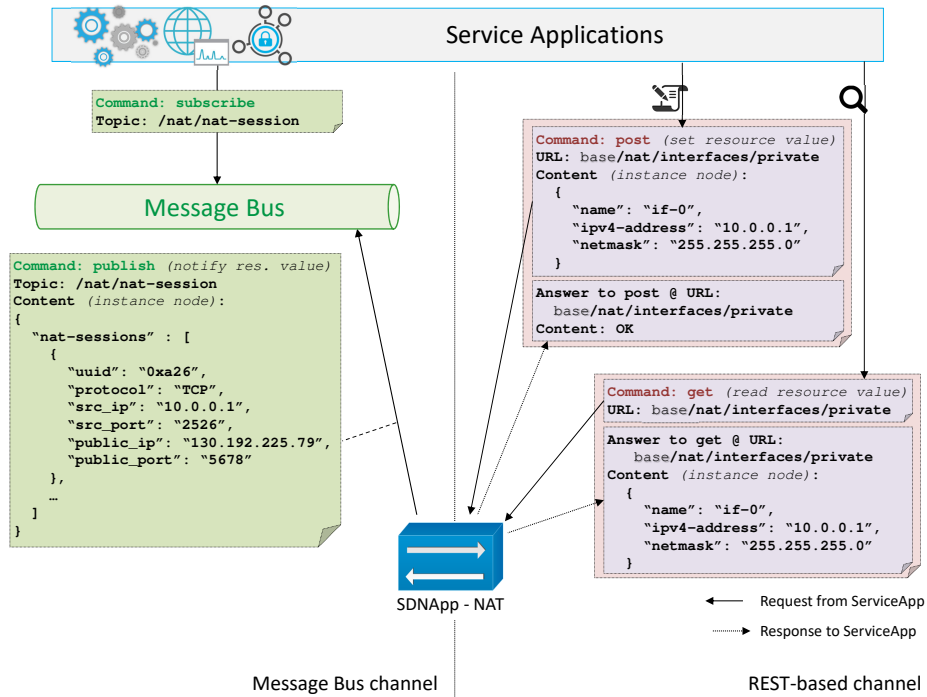 Service Applications
Command: subscribe
Topic: /nat/nat-session
Message Bus
Command: publish (notify res. value)
Topic: /nat/nat-session
Content (instance node):
{
“nat-sessions” : [
{
“uuid”: “0xa26”,
“protocol”: “TCP”,
“src_ip”: “10.0.0.1”,
“src_port”: “2526”,
“public_ip”: “130.192.225.79”,
“public_port”: “5678”
},
…
]
}
Command: post (set resource value)
URL: base/nat/interfaces/private
Content (instance node):
{
“name”: “if-0”,
“ipv4-address”: “10.0.0.1”,
“netmask”: “255.255.255.0”
}
Answer to post @ URL:
base/nat/interfaces/private
Content: OK
Command: get (read resource value)
URL: base/nat/interfaces/private
Answer to get @ URL:
base/nat/interfaces/private
Content (instance node):
{
“name”: “if-0”,
“ipv4-address”: “10.0.0.1”,
“netmask”: “255.255.255.0”
}
SDNApp - NAT
Request from ServiceApp
Response to ServiceApp
Message Bus channel
REST-based channel